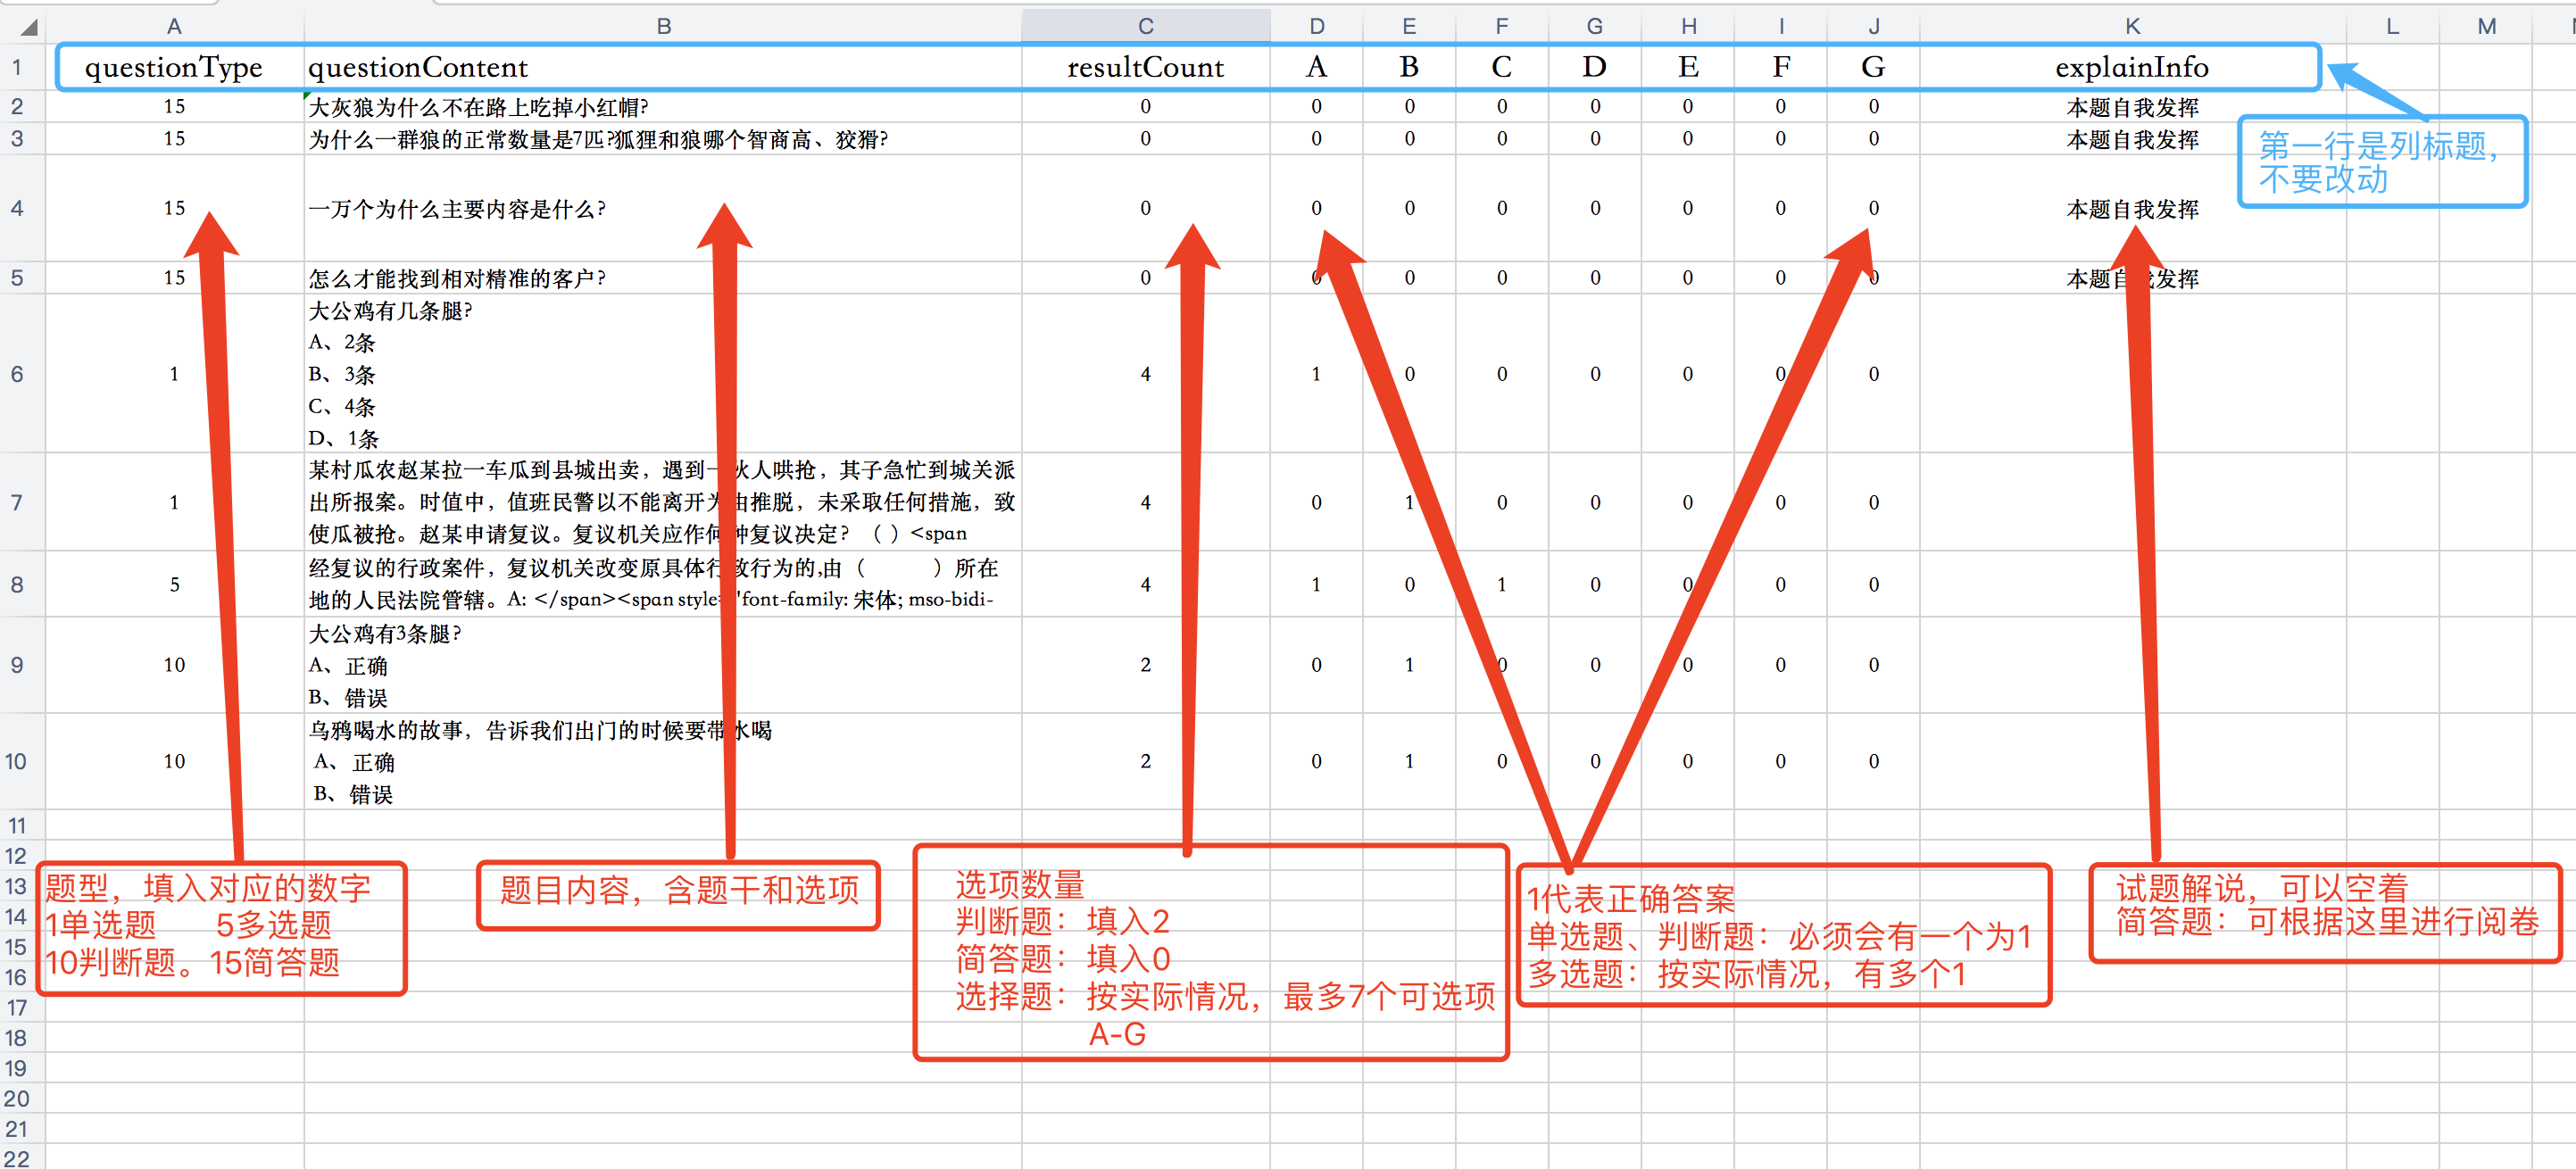 A B C D E F G H I J K L M
1 questionType questionContent resultCount A B C D E F G explainInfo
2 15 大灰狼为什么不在路上吃掉小红帽? 0 0 0 0 0 0 0 0 本题自我发挥
3 15 为什么一群狼的正常数量是7匹?狐狸和狼哪个智商高、狡猾? 0 0 0 0 0 0 0 0 本题自我发挥
第一行是列标题，
不要改动
4 15 一万个为什么主要内容是什么? 0 0 0 0 0 0 0 0 本题自我发挥
5 15 怎么才能找到相对精准的客户? 0 0 0 0 0 0 0 0 本题自我发挥
大公鸡有几条腿?
A、2条
6 1 B、3条 4 1 0 0 0 0 0 0
C、4条
D、1条
某村瓜农赵某拉一车瓜到县城出卖，遇到一伙人哄抢，其子急忙到城关派
7 1 出所报案。时值中，值班民警以不能离开为由推脱，未采取任何措施，致 4 0 1 0 0 0 0 0
使瓜被抢。赵某申请复议。复议机关应作何种复议决定？（ ）<span
8 5 经复议的行政案件，复议机关改变原具体行政行为的,由（ ）所在 4 1 0 1 0 0 0 0
地的人民法院管辖。A: </span><span style='font-family: 宋体; mso-bidi-
大公鸡有3条腿?
9 10 A、正确 2 0 1 0 0 0 0 0
B、错误
乌鸦喝水的故事，告诉我们出门的时候要带水喝
10 10 A、正确 2 0 1 0 0 0 0 0
B、错误
11
12
13
14
15
16
17
18
19
20
21
22
题型，填入对应的数字
1单选题 5多选题
10判断题。15简答题
题目内容，含题干和选项
选项数量
判断题：填入2
简答题：填入0
选择题：按实际情况，最多7个可选项
A-G
1代表正确答案
单选题、判断题：必须会有一个为1
多选题：按实际情况，有多个1
试题解说，可以空着
简答题：可根据这里进行阅卷